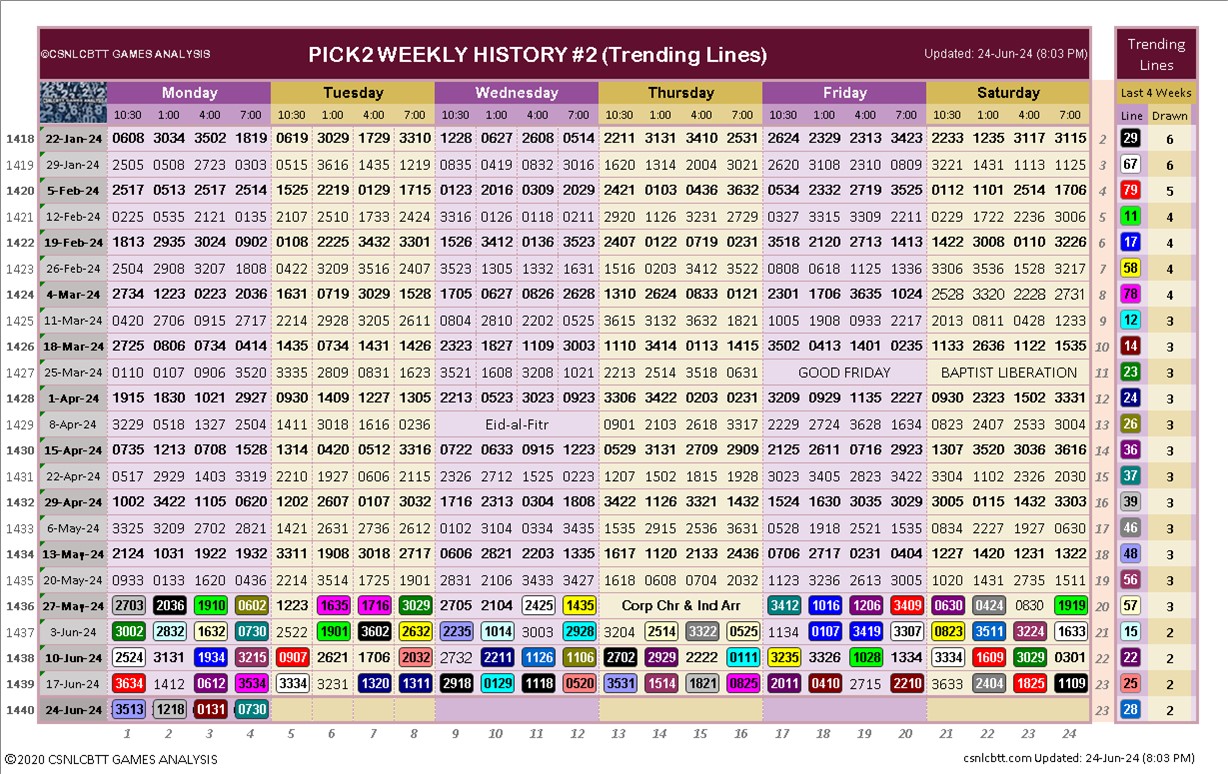 ©CSNLCBTT GAMES ANALYSIS PICK2 WEEKLY HISTORY #2 (Trending Lines) Updated: 24-Jun-24 (8:03 PM) Trending Lines
Monday Tuesday Wednesday Thursday Friday Saturday Last 4 Weeks
10:30 1:00 4:00 7:00 10:30 1:00 4:00 7:00 10:30 1:00 4:00 7:00 10:30 1:00 4:00 7:00 10:30 1:00 4:00 7:00 10:30 1:00 4:00 7:00 Line Drawn
1418 22-Jan-24 0608 3034 3502 1819 0619 3029 1729 3310 1228 0627 2608 0514 2211 3131 3410 2531 2624 2329 2313 3423 2233 1235 3117 3115 2 29 6
1419 29-Jan-24 2505 0508 2723 0303 0515 3616 1435 1219 0835 0419 0832 3016 1620 1314 2004 3021 2620 3108 2910 0809 3221 1431 1113 1125 3 67 6
1420 5-Feb-24 2517 0513 2517 2514 1525 2219 0129 1715 0123 2016 0309 2029 2421 0103 0436 3632 0534 2332 2719 3525 0112 1101 2514 1706 4 79 5
1421 12-Feb-24 0225 0535 2121 0135 2107 2510 1733 2424 3316 0126 0118 0211 2920 1126 3231 2729 0327 3315 3309 2211 0229 1722 2236 3006 5 11 4
1422 19-Feb-24 1813 2935 3024 0902 0108 2225 3432 3301 1526 3412 0136 3523 2407 0122 0719 0231 3518 2120 2713 1413 1422 3008 0110 3226 6 17 4
1423 26-Feb-24 2504 2908 3207 1808 0422 3209 3516 2407 3523 1305 1332 1631 1516 0203 3412 3522 0808 0618 1125 1336 3306 3536 1528 3217 7 58 4
1424 4-Mar-24 2734 1223 0223 2036 1631 0719 3029 1528 1705 0627 0826 2628 1310 2624 0833 0121 2301 1706 3635 1024 2528 3320 2228 2731 8 78 4
1425 11-Mar-24 0420 2706 0915 2717 2214 2928 3205 2611 0804 2810 2202 0525 3615 3132 3632 1821 1005 1908 0933 2217 2013 0811 0428 1233 9 12 3
1426 18-Mar-24 2725 0806 0734 0414 1435 0734 1431 1426 2323 1827 1109 3003 1110 3414 0113 1415 3502 0413 1401 0235 1133 2636 1122 1535 10 14 3
1427 25-Mar-24 0110 0107 0906 3520 3335 2809 0831 1623 3521 1608 3208 1021 2213 2514 3518 0631 GOOD FRIDAY BAPTIST LIBERATION 11 23 3
1428 1-Apr-24 1915 1830 1021 2927 0930 1409 1227 1305 2213 0523 3023 0923 3306 3422 0203 0231 3209 0929 1135 2227 0930 2323 1502 3331 12 24 3
1429 8-Apr-24 3229 0518 1327 2504 1411 3018 1616 0236 Eid-al-Fitr 0901 2103 2618 3317 2229 2724 3628 1634 0823 2407 2533 3004 13 26 3
1430 15-Apr-24 0735 1213 0708 1528 1314 0420 0512 3316 0722 0633 0915 1223 0529 3131 2709 2909 2125 2611 0716 2923 1307 3520 3036 3616 14 36 3
1431 22-Apr-24 0517 2929 1403 3319 2210 1927 0606 2113 2326 2713 1525 0223 1207 1502 1815 1928 3023 3405 2823 3422 3304 1102 2326 2030 15 37 3
1432 29-Apr-24 1002 3422 1105 0620 1202 2607 0107 3032 1716 2313 0304 1808 3422 1126 3321 1432 1524 1630 3035 3029 3005 0115 1432 3303 16 39 3
1433 6-May-24 3325 3209 2702 2821 1421 2631 2736 2612 0102 3104 0334 3435 1535 2915 2536 3631 0528 1918 2521 1535 0834 2227 1927 0630 17 46 3
1434 13-May-24 2124 1031 1922 1932 3311 1908 3018 2717 0606 2821 2203 1335 1617 1120 2133 2436 0706 2717 0231 0404 1227 1420 1231 1322 18 48 3
1435 20-May-24 0933 0133 1620 0436 2214 3514 1725 1901 2831 2106 3433 3427 1618 0608 0704 2032 1123 3236 2613 3005 1020 1431 2735 1511 19 56 3
1436 27-May-24 2703 2036 1910 0602 1223 1635 1716 3029 2705 2104 2425 1435 Corp Chr & Ind Arr 3412 1016 1206 3409 0630 0424 0830 1919 20 57 3
1437 3-Jun-24 3002 2832 1632 0730 2522 1901 3602 2632 2235 1014 3003 2928 3204 2514 3322 0525 1134 0107 3419 3307 0823 3511 3224 1633 21 15 2
1438 10-Jun-24 2524 3131 1934 3215 0907 2621 1706 2032 2732 2211 1126 1106 2702 2914 2222 0111 3235 3326 1028 1334 3334 1609 3029 0301 22 22 2
1439 17-Jun-24 3634 1412 0612 3534 3334 3231 1320 1311 2918 0129 1118 0520 3531 1514 1821 0825 2011 0410 2715 2210 3633 2404 1825 1109 23 25 2
1440 24-Jun-24 3513 1218 0131 0730 23 28 2
1 2 3 4 5 6 7 8 9 10 11 12 13 14 15 16 17 18 19 20 21 22 23 24
©2020 CSNLCBTT GAMES ANALYSIS csnlcbtt.com Updated: 24-Jun-24 (8:03 PM)